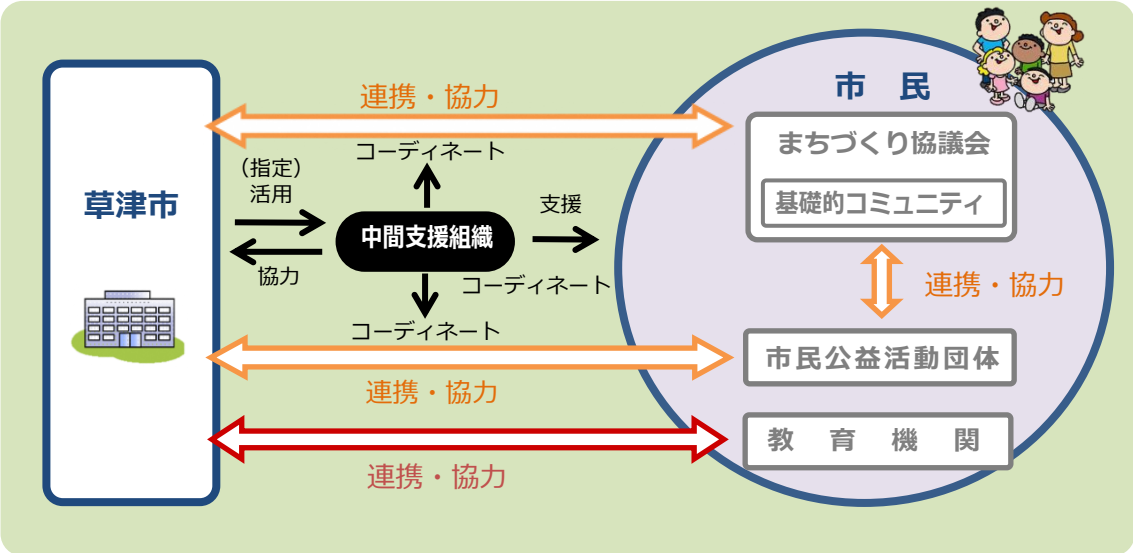 市　民
連携・協力
まちづくり協議会
コーディネート
（指定）
活用
基礎的コミュニティ
草津市
支援
中間支援組織
協力
コーディネート
連携・協力
コーディネート
市民公益活動団体
連携・協力
教　育　機　関
連携・協力